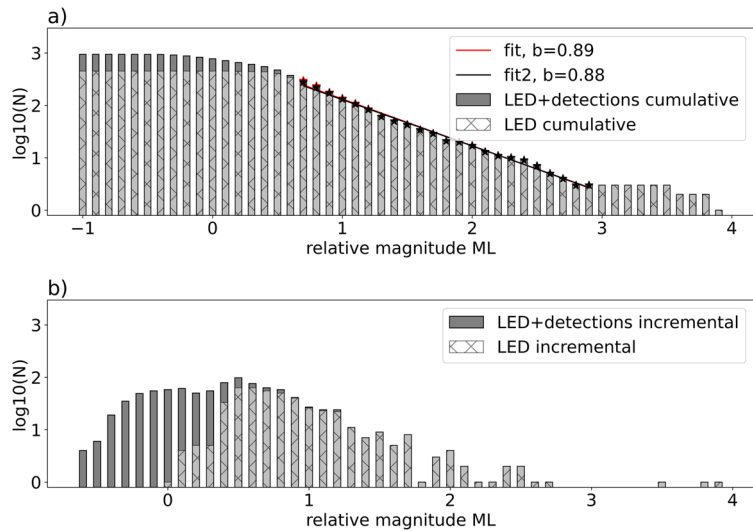 a)
3
2
1
0
log10(N)
fit, b=0.89
fit2, b=0.88
LED+detections cumulative
LED cumulative
−1 0 1 2 3 4
relative magnitude ML
b)
3
2
1
0
log10(N)
LED+detections incremental
LED incremental
0 1 2 3 4
relative magnitude ML